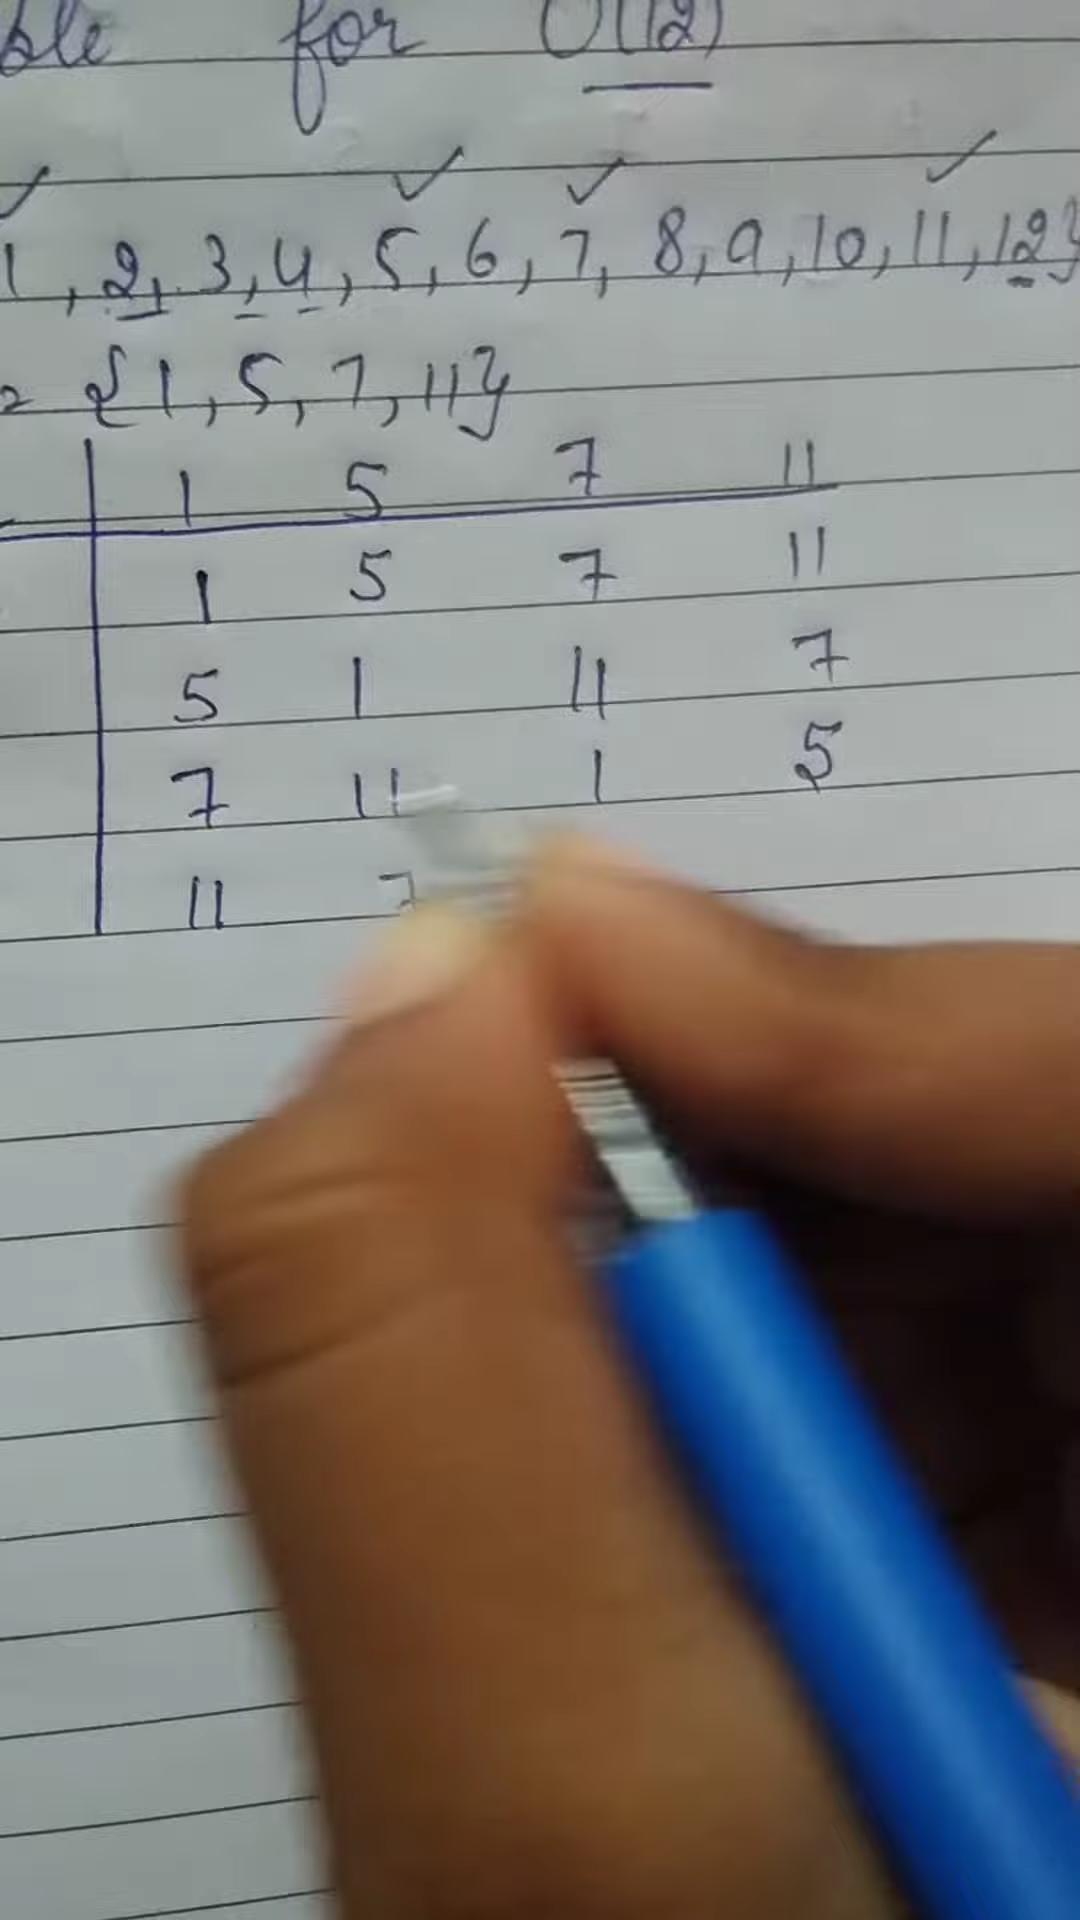 for U(12)
1, 2, 3, 4, 5, 6, 7, 8, 9, 10, 11, 12}
= {1, 5, 7, 11}
1 5 7 11
1 5 7 11
5 1 11 7
7 11 1 5
11 7